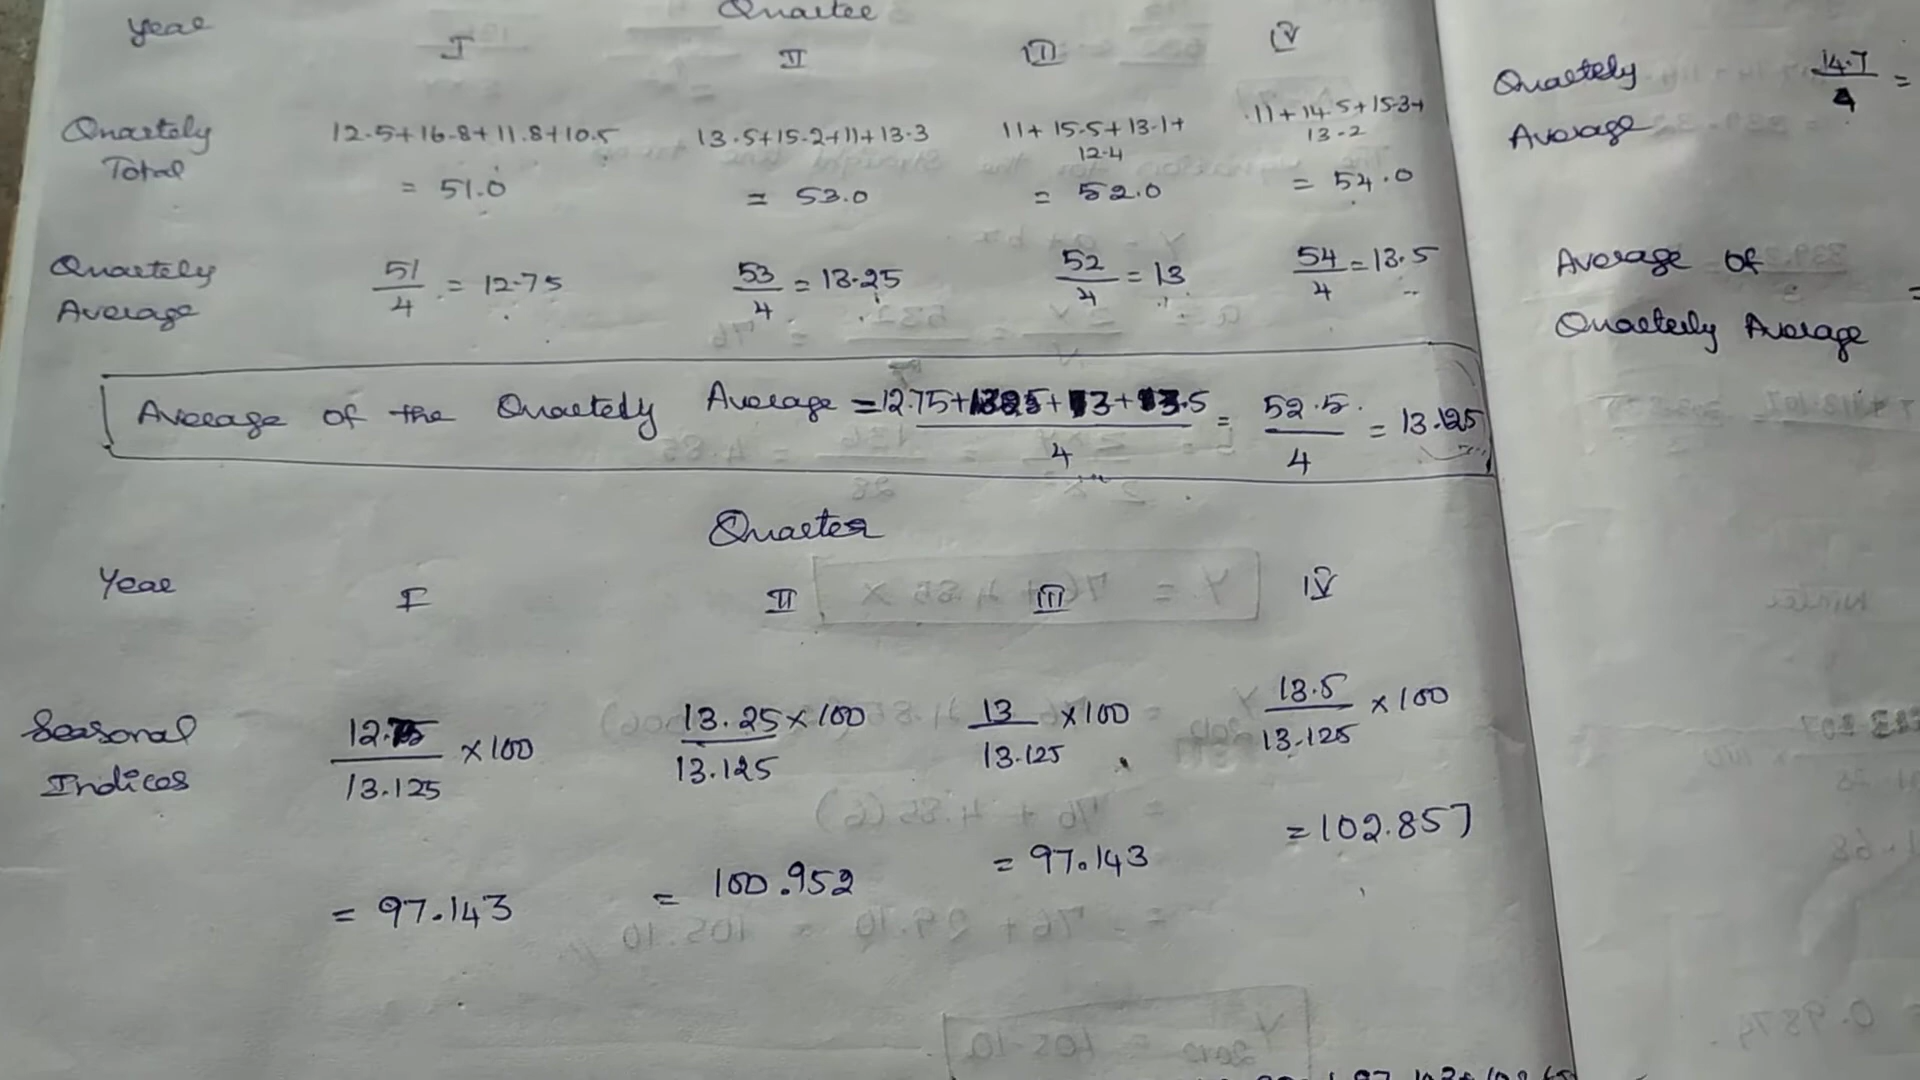 Quarter
Year I II III IV
Quartely Total 12.5+16.8+11.8+10.5 13.5+15.2+11+13.3 11+15.5+13.1+ 11+14.5+15.3+
12.4 13.2
= 51.0 = 53.0 = 52.0 = 54.0
Quartely Average 51/4 = 12.75 53/4 = 13.25 52/4 = 13 54/4 = 13.5
Average of the Quartely Average = 12.75+13.25+13+13.5/4 = 52.5/4 = 13.125
Quarter
Year I II III IV
Seasonal Indices 12.75/13.125 ×100 13.25×100/13.125 13/13.125 ×100 13.5/13.125 ×100
= 97.143 = 100.952 = 97.143 = 102.857
Quartely 14.7/4 =
Average
Average of
Quarterly Average